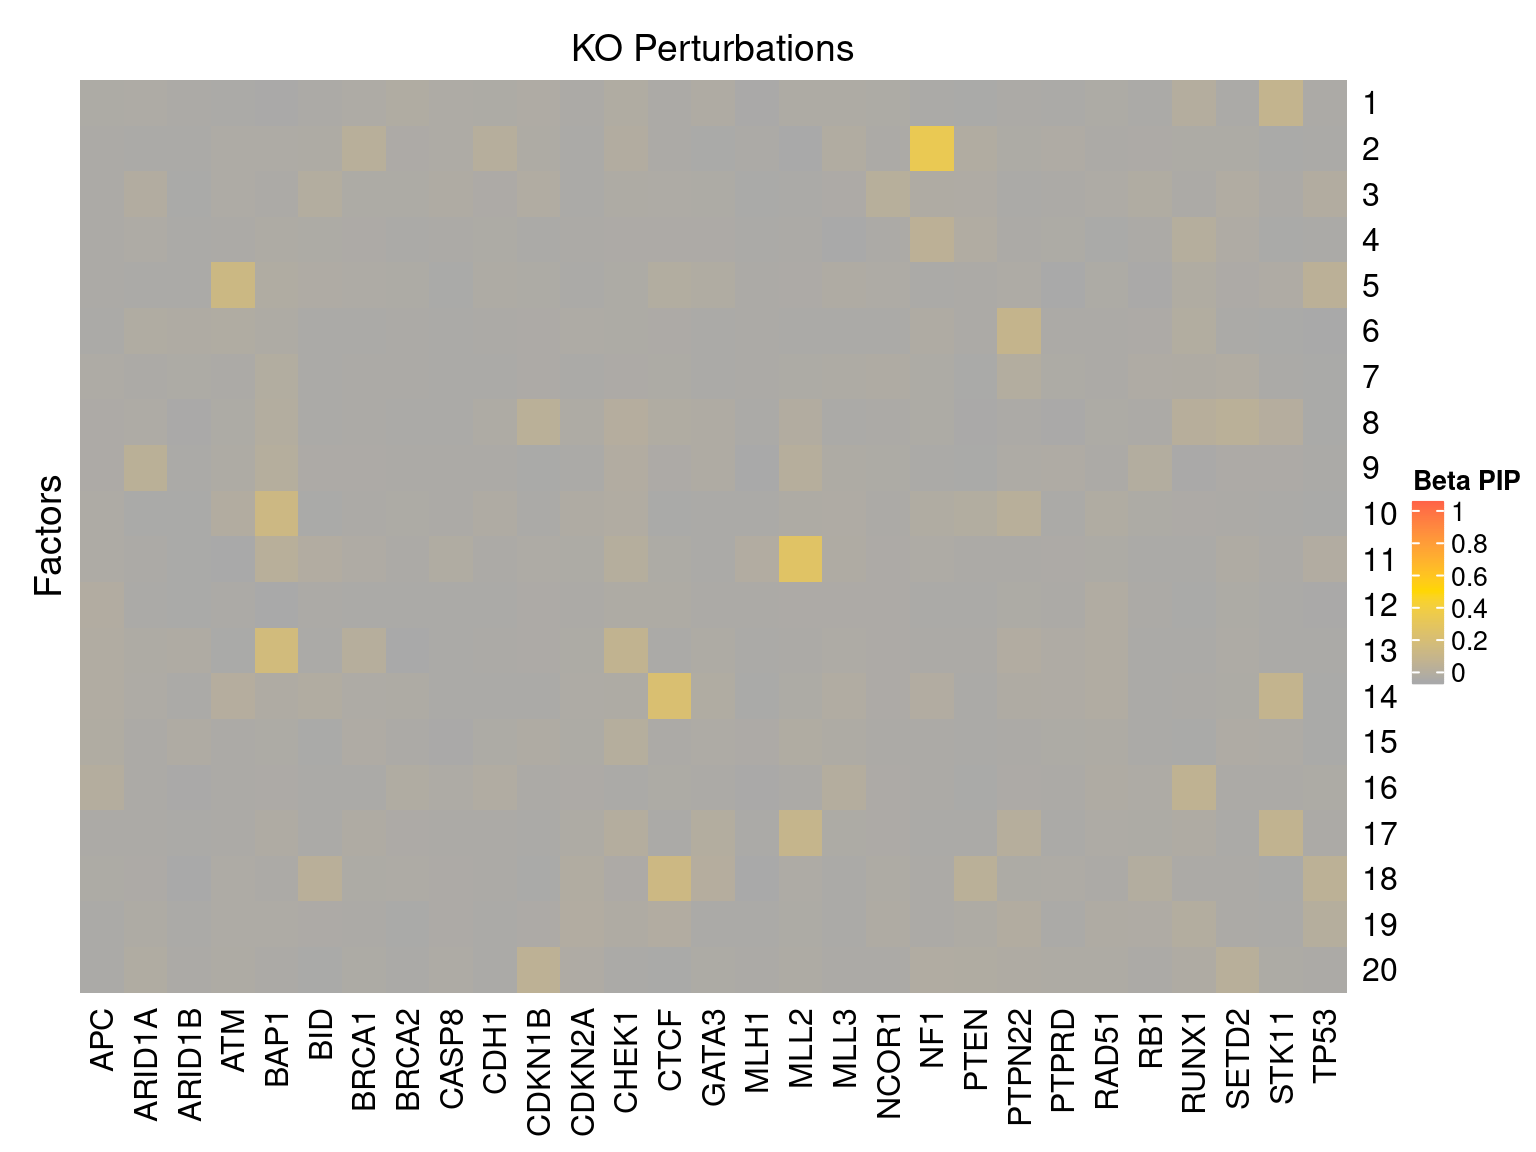 KO Perturbations
Factors
1
2
3
4
5
6
7
8
9
10
11
12
13
14
15
16
17
18
19
20
Beta PIP
1
0.8
0.6
0.4
0.2
0
APC
ARID1A
ARID1B
ATM
BAP1
BID
BRCA1
BRCA2
CASP8
CDH1
CDKN1B
CDKN2A
CHEK1
CTCF
GATA3
MLH1
MLL2
MLL3
NCOR1
NF1
PTEN
PTPN22
PTPRD
RAD51
RB1
RUNX1
SETD2
STK11
TP53